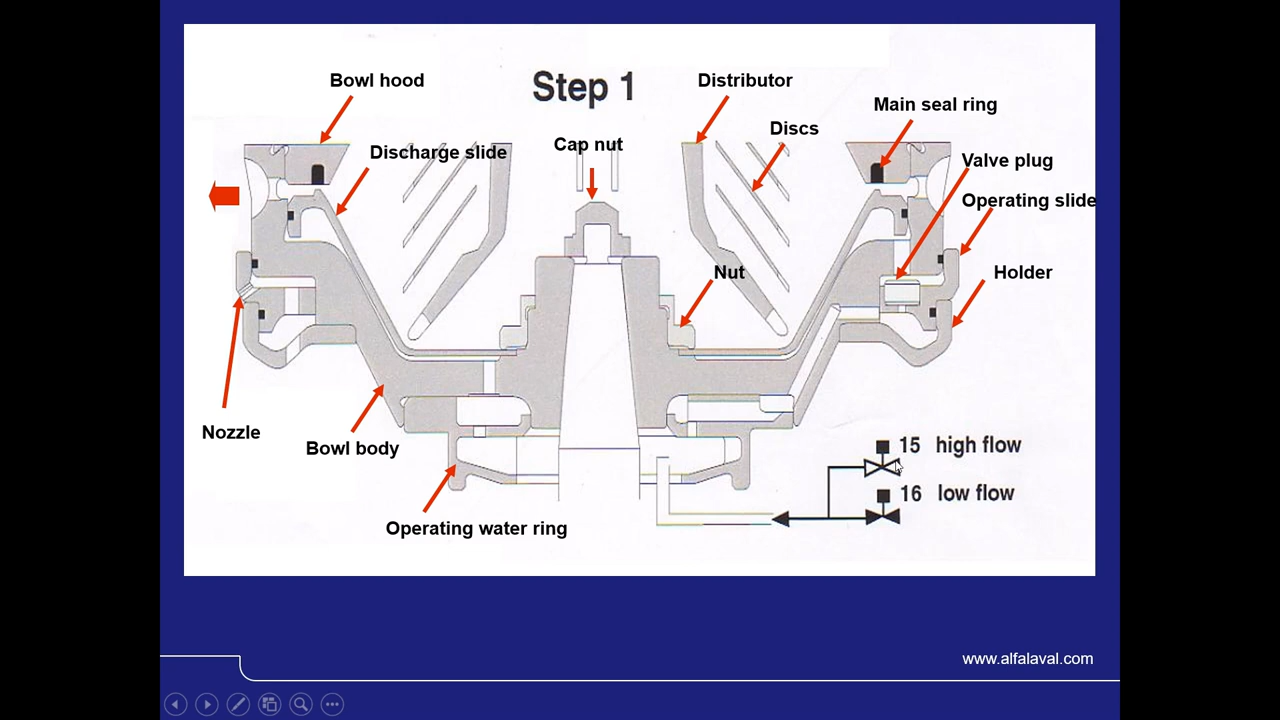 Step 1
Bowl hood
Distributor
Main seal ring
Discs
Cap nut
Discharge slide
Valve plug
Operating slide
Nut
Holder
Nozzle
Bowl body
15 high flow
16 low flow
Operating water ring
www.alfalaval.com